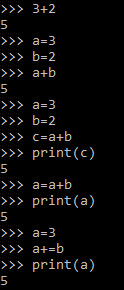 >>> 3+2
5
>>> a=3
>>> b=2
>>> a+b
5
>>> a=3
>>> b=2
>>> c=a+b
>>> print(c)
5
>>> a=a+b
>>> print(a)
5
>>> a=3
>>> a+=b
>>> print(a)
5